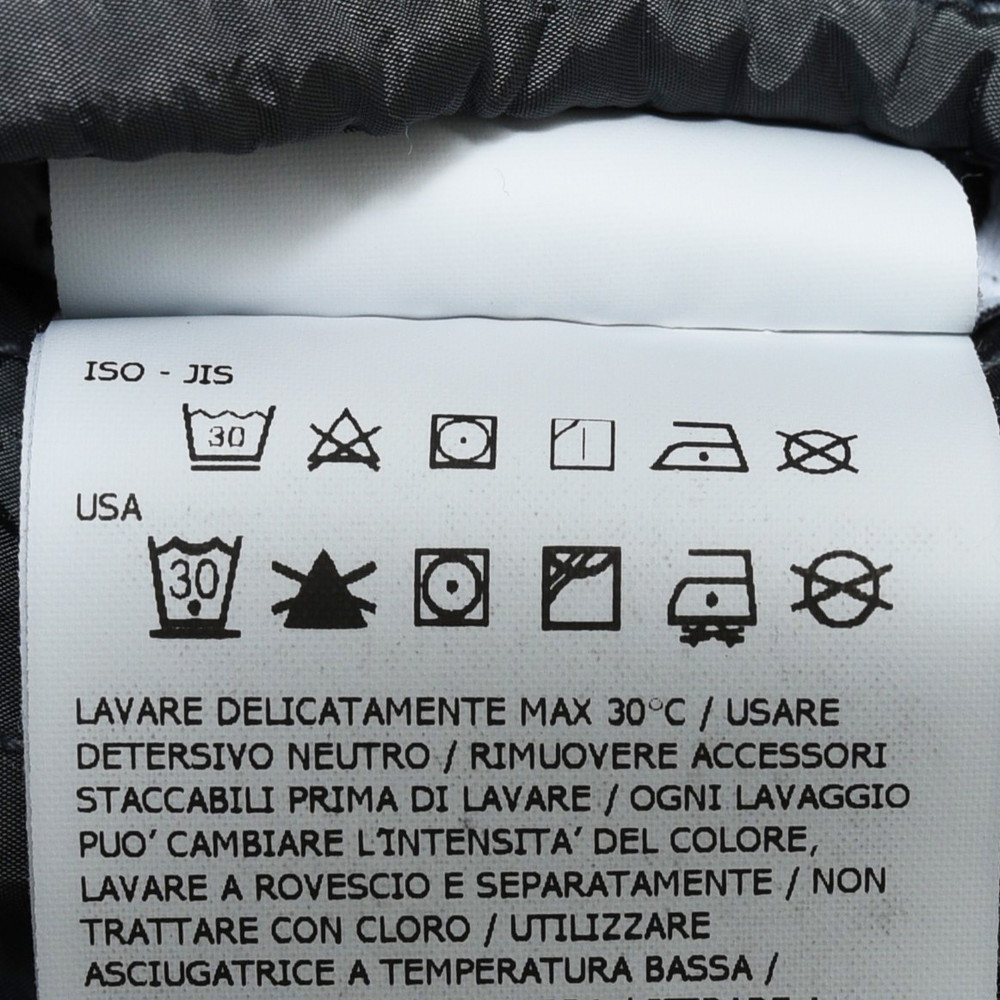 ISO - JIS
30
USA
30
LAVARE DELICATAMENTE MAX 30°C / USARE
DETERSIVO NEUTRO / RIMUOVERE ACCESSORI
STACCABILI PRIMA DI LAVARE / OGNI LAVAGGIO
PUO' CAMBIARE L'INTENSITA' DEL COLORE,
LAVARE A ROVESCIO E SEPARATAMENTE / NON
TRATTARE CON CLORO / UTILIZZARE
ASCIUGATRICE A TEMPERATURA BASSA /